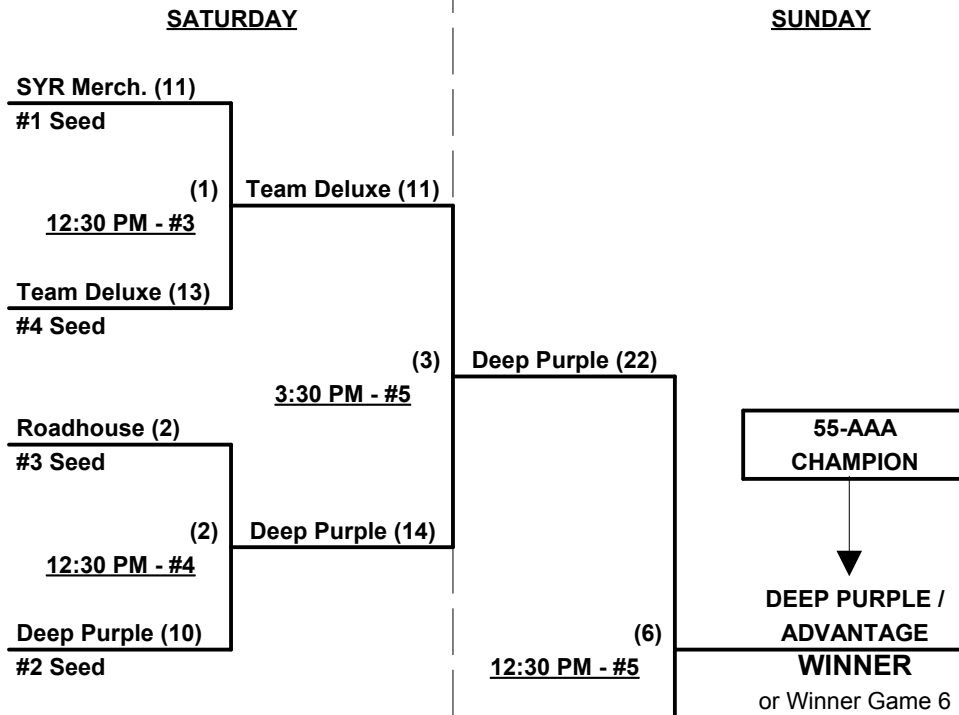 SATURDAY
SUNDAY
SYR Merch. (11)
#1 Seed
(1)
Team Deluxe (11)
12:30 PM - #3
Team Deluxe (13)
#4 Seed
(3)
Deep Purple (22)
3:30 PM - #5
Roadhouse (2)
#3 Seed
55-AAA
CHAMPION
(2)
Deep Purple (14)
12:30 PM - #4
Deep Purple (10)
#2 Seed
(6)
12:30 PM - #5
DEEP PURPLE /
ADVANTAGE
WINNER
or Winner Game 6